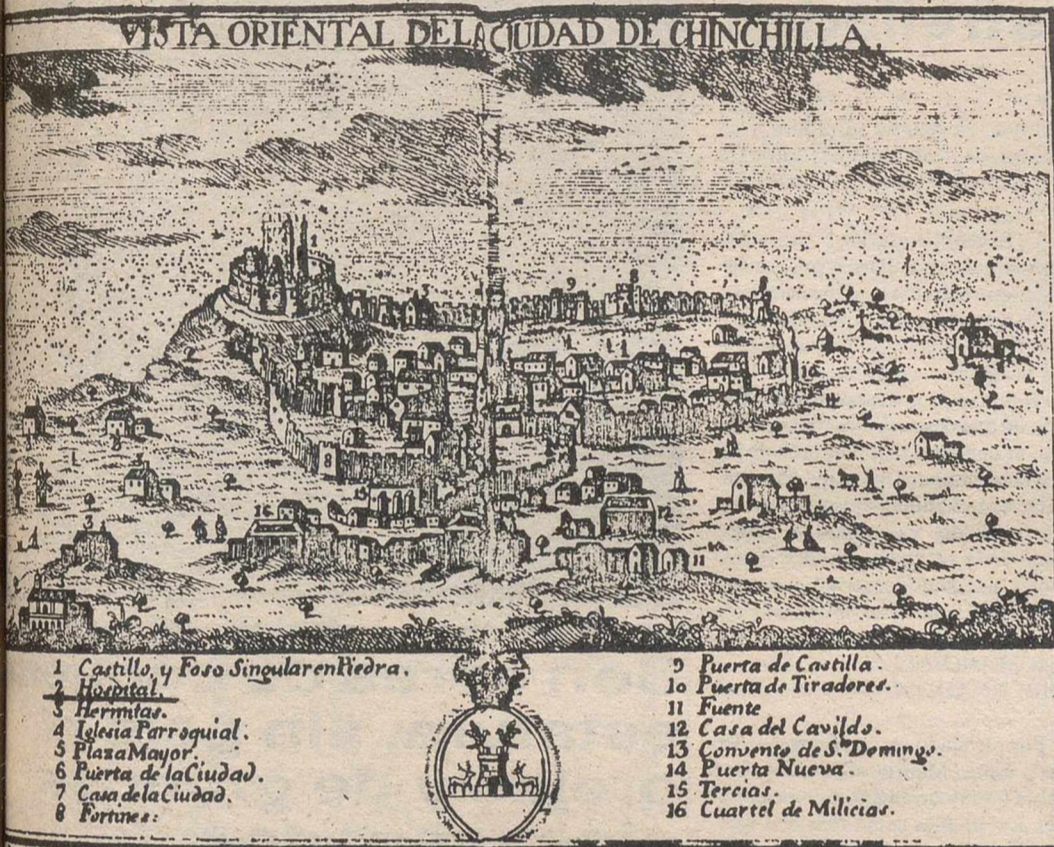 VISTA ORIENTAL DE LA CIUDAD DE CHINCHILLA.
1 Castillo, y Foso Singular en Piedra.
2 Hospital.
3 Hermitas.
4 Iglesia Parroquial.
5 Plaza Mayor.
6 Puerta de la Ciudad.
7 Casa de la Ciudad.
8 Fortines:
9 Puerta de Castilla.
10 Puerta de Tiradores.
11 Fuente
12 Casa del Cavildo.
13 Convento de S.to Domingo.
14 Puerta Nueva.
15 Tercias.
16 Cuartel de Milicias.